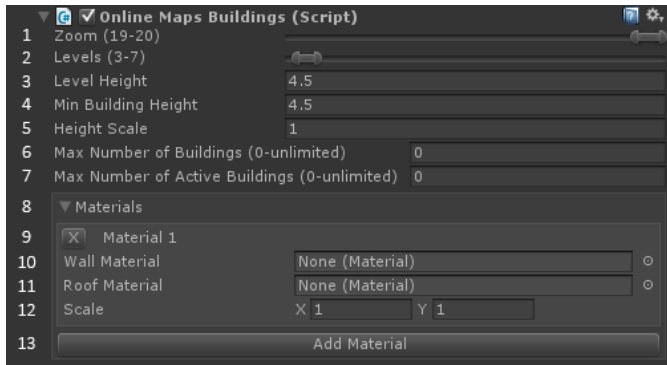 Online Maps Buildings (Script)
1 Zoom (19-20)
2 Levels (3-7)
3 Level Height 4.5
4 Min Building Height 4.5
5 Height Scale 1
6 Max Number of Buildings (0-unlimited) 0
7 Max Number of Active Buildings (0-unlimited) 0
8 Materials
9 X Material 1
10 Wall Material None (Material)
11 Roof Material None (Material)
12 Scale X 1 Y 1
13 Add Material